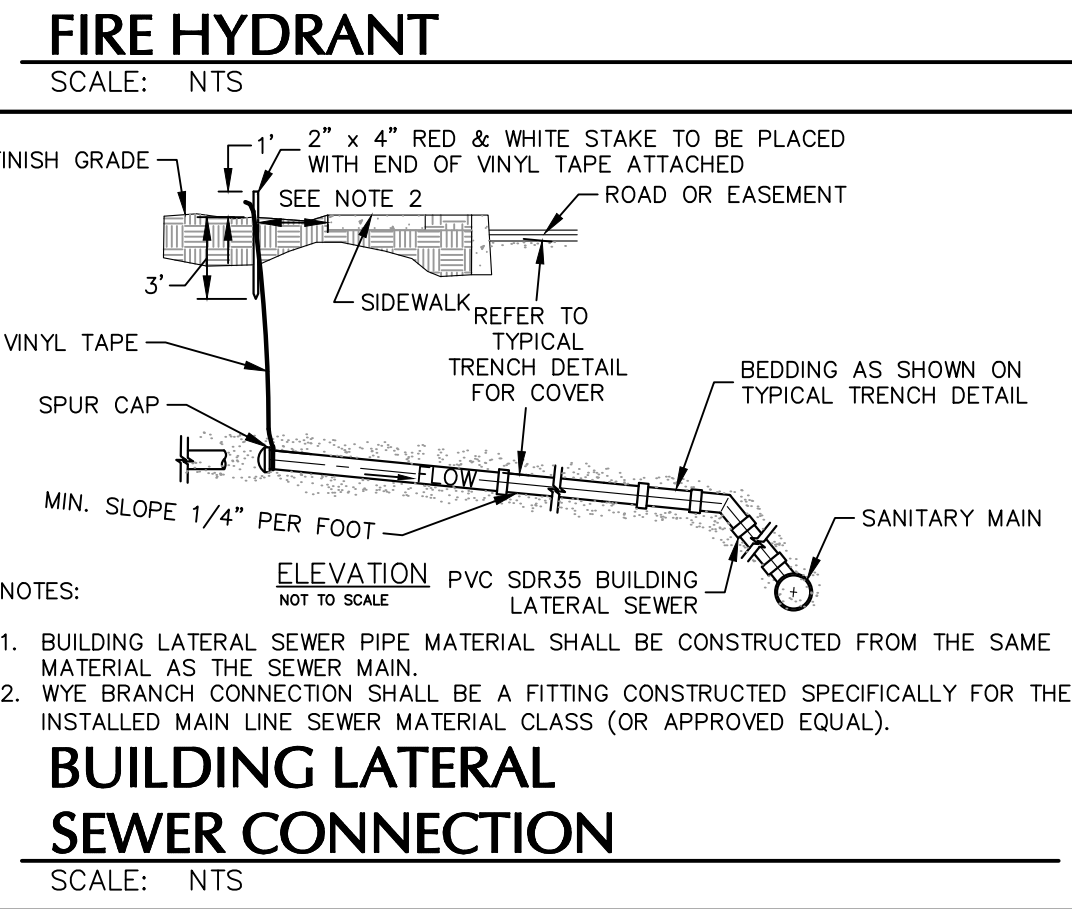 FIRE HYDRANT
SCALE: NTS
1'
2" x 4" RED & WHITE STAKE TO BE PLACED
WITH END OF VINYL TAPE ATTACHED
INISH GRADE
SEE NOTE 2
ROAD OR EASEMENT
3'
SIDEWALK
REFER TO
TYPICAL
TRENCH DETAIL
FOR COVER
VINYL TAPE
BEDDING AS SHOWN ON
TYPICAL TRENCH DETAIL
SPUR CAP
FLOW
MIN. SLOPE 1/4" PER FOOT
SANITARY MAIN
ELEVATION
NOT TO SCALE
PVC SDR35 BUILDING
LATERAL SEWER
NOTES:
1. BUILDING LATERAL SEWER PIPE MATERIAL SHALL BE CONSTRUCTED FROM THE SAME
MATERIAL AS THE SEWER MAIN.
2. WYE BRANCH CONNECTION SHALL BE A FITTING CONSTRUCTED SPECIFICALLY FOR THE
INSTALLED MAIN LINE SEWER MATERIAL CLASS (OR APPROVED EQUAL).
BUILDING LATERAL
SEWER CONNECTION
SCALE: NTS